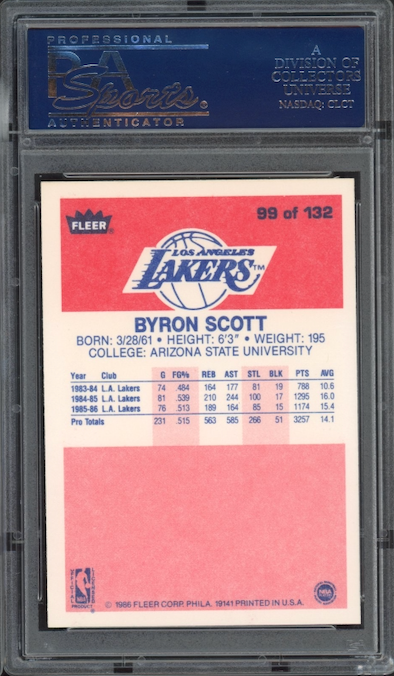 PROFESSIONAL
PSA
Sports®
AUTHENTICATOR
A
DIVISION OF
COLLECTORS
UNIVERSE
NASDAQ: CLCT
FLEER®
99 of 132
LOS ANGELES
LAKERS™
BYRON SCOTT
BORN: 3/28/61 • HEIGHT: 6'3" • WEIGHT: 195
COLLEGE: ARIZONA STATE UNIVERSITY
Year Club G FG% REB AST STL BLK PTS AVG
1983-84 L.A. Lakers 74 .484 164 177 81 19 788 10.6
1984-85 L.A. Lakers 81 .539 210 244 100 17 1295 16.0
1985-86 L.A. Lakers 76 .513 189 164 85 15 1174 15.4
Pro Totals 231 .515 563 585 266 51 3257 14.1
NBA
PRODUCT
© 1986 FLEER CORP. PHILA. 19141 PRINTED IN U.S.A.
NBA